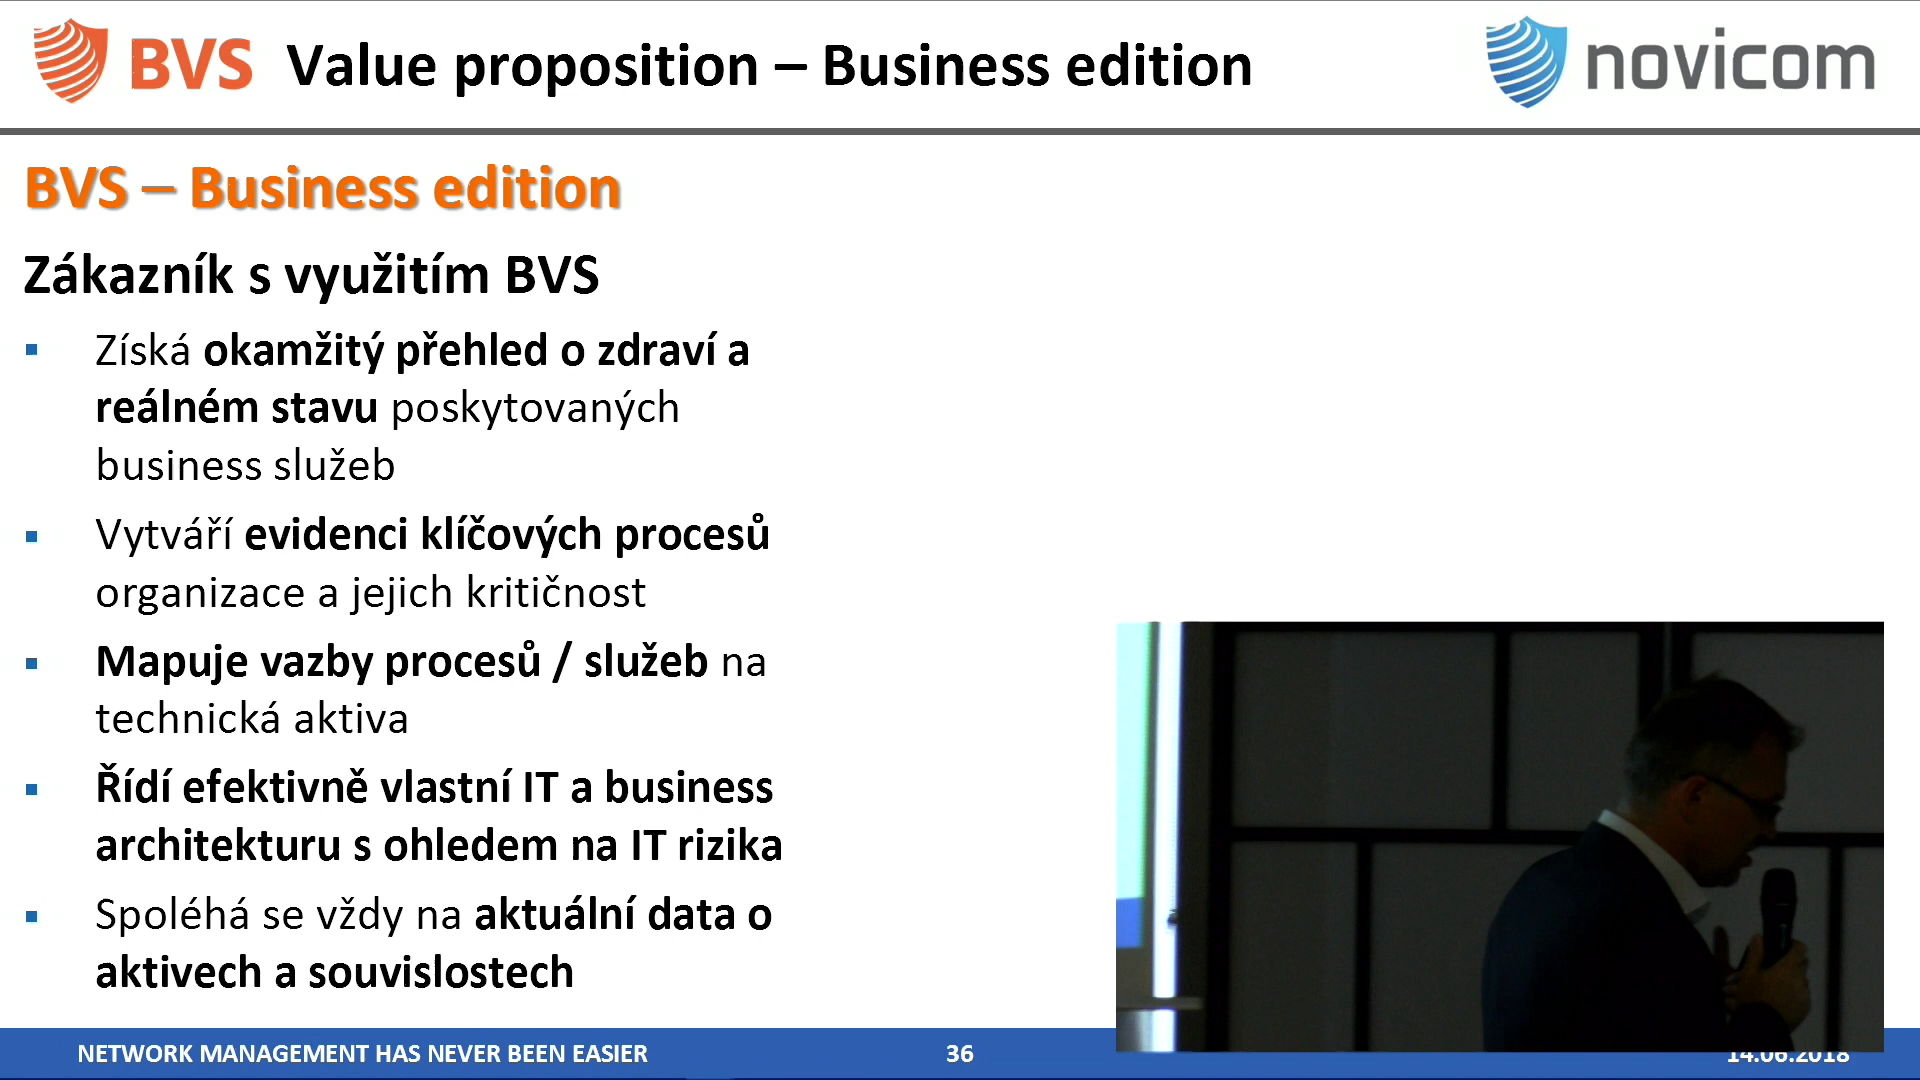 BVS Value proposition – Business edition
novicom
BVS – Business edition
Zákazník s využitím BVS
▪ Získá okamžitý přehled o zdraví a
reálném stavu poskytovaných
business služeb
▪ Vytváří evidenci klíčových procesů
organizace a jejich kritičnost
▪ Mapuje vazby procesů / služeb na
technická aktiva
▪ Řídí efektivně vlastní IT a business
architekturu s ohledem na IT rizika
▪ Spoléhá se vždy na aktuální data o
aktivech a souvislostech
NETWORK MANAGEMENT HAS NEVER BEEN EASIER
36
14.06.2018